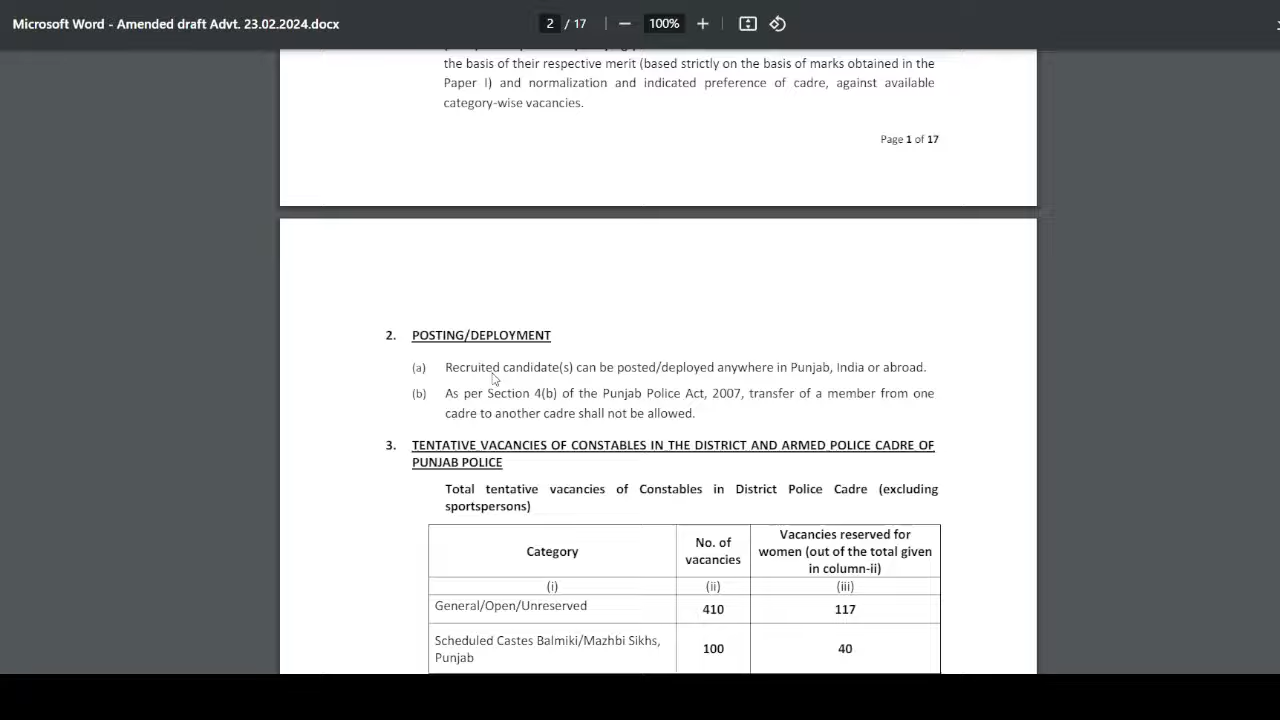 Microsoft Word - Amended draft Advt. 23.02.2024.docx
2 / 17
100%
the basis of their respective merit (based strictly on the basis of marks obtained in the
Paper I) and normalization and indicated preference of cadre, against available
category-wise vacancies.
Page 1 of 17
2. POSTING/DEPLOYMENT
(a) Recruited candidate(s) can be posted/deployed anywhere in Punjab, India or abroad.
(b) As per Section 4(b) of the Punjab Police Act, 2007, transfer of a member from one
cadre to another cadre shall not be allowed.
3. TENTATIVE VACANCIES OF CONSTABLES IN THE DISTRICT AND ARMED POLICE CADRE OF
PUNJAB POLICE
Total tentative vacancies of Constables in District Police Cadre (excluding
sportspersons)
Category
No. of
vacancies
Vacancies reserved for
women (out of the total given
in column-ii)
(i) (ii) (iii)
General/Open/Unreserved 410 117
Scheduled Castes Balmiki/Mazhbi Sikhs,
Punjab
100 40